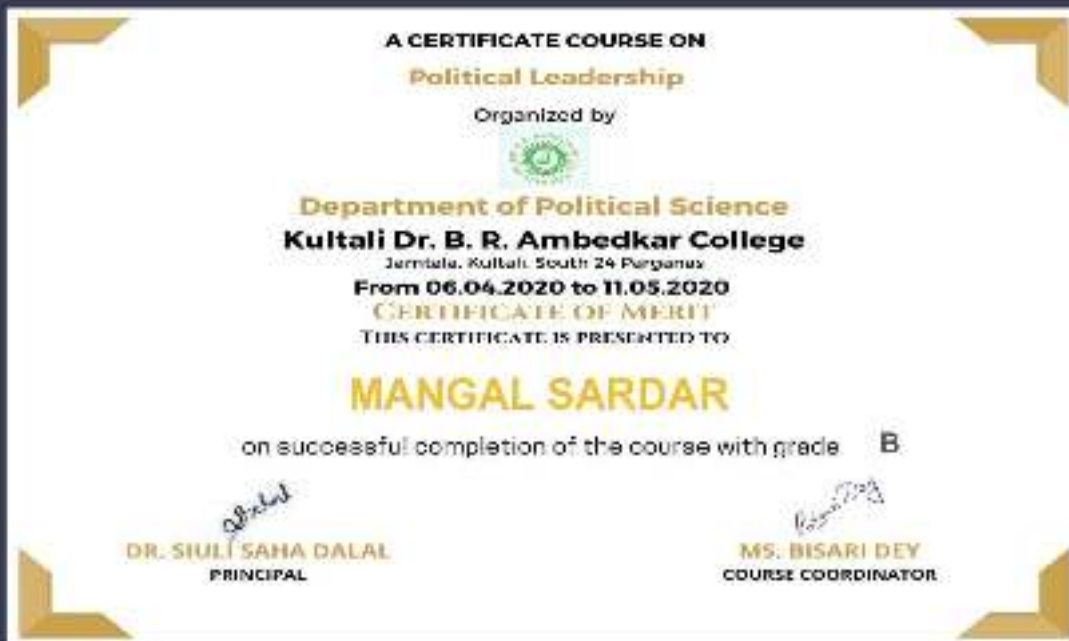 A CERTIFICATE COURSE ON
Political Leadership
Organized by
Department of Political Science
Kultali Dr. B. R. Ambedkar College
Jamtala, Kultali, South 24 Parganas
From 06.04.2020 to 11.05.2020
CERTIFICATE OF MERIT
THIS CERTIFICATE IS PRESENTED TO
MANGAL SARDAR
on successful completion of the course with grade B
DR. SIULI SAHA DALAL
PRINCIPAL
MS. BISARI DEY
COURSE COORDINATOR